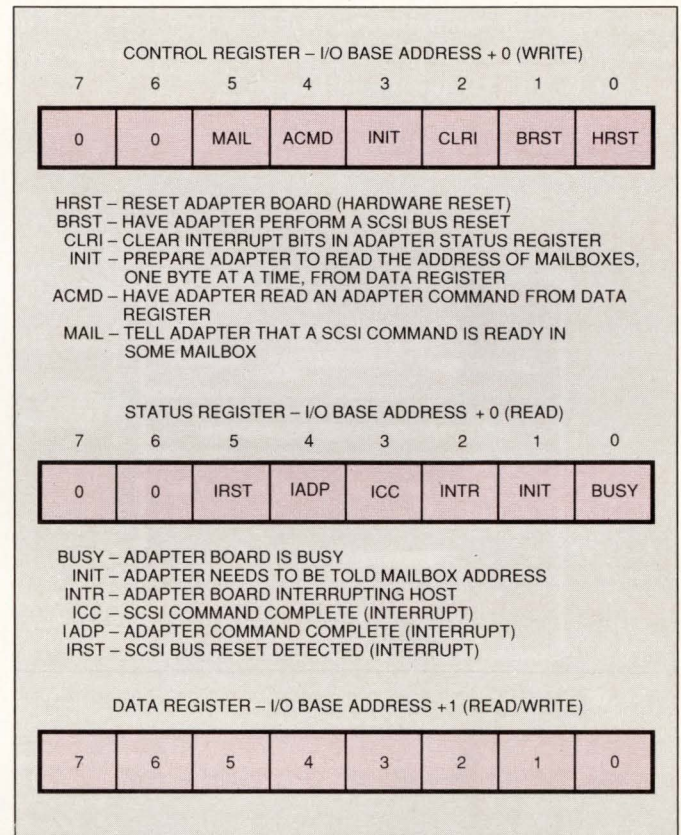 CONTROL REGISTER – I/O BASE ADDRESS + 0 (WRITE)
7 6 5 4 3 2 1 0
0 0 MAIL ACMD INIT CLRI BRST HRST
HRST – RESET ADAPTER BOARD (HARDWARE RESET)
BRST – HAVE ADAPTER PERFORM A SCSI BUS RESET
CLRI – CLEAR INTERRUPT BITS IN ADAPTER STATUS REGISTER
INIT – PREPARE ADAPTER TO READ THE ADDRESS OF MAILBOXES,
ONE BYTE AT A TIME, FROM DATA REGISTER
ACMD – HAVE ADAPTER READ AN ADAPTER COMMAND FROM DATA
REGISTER
MAIL – TELL ADAPTER THAT A SCSI COMMAND IS READY IN
SOME MAILBOX
STATUS REGISTER – I/O BASE ADDRESS + 0 (READ)
7 6 5 4 3 2 1 0
0 0 IRST IADP ICC INTR INIT BUSY
BUSY – ADAPTER BOARD IS BUSY
INIT – ADAPTER NEEDS TO BE TOLD MAILBOX ADDRESS
INTR – ADAPTER BOARD INTERRUPTING HOST
ICC – SCSI COMMAND COMPLETE (INTERRUPT)
IADP – ADAPTER COMMAND COMPLETE (INTERRUPT)
IRST – SCSI BUS RESET DETECTED (INTERRUPT)
DATA REGISTER – I/O BASE ADDRESS +1 (READ/WRITE)
7 6 5 4 3 2 1 0